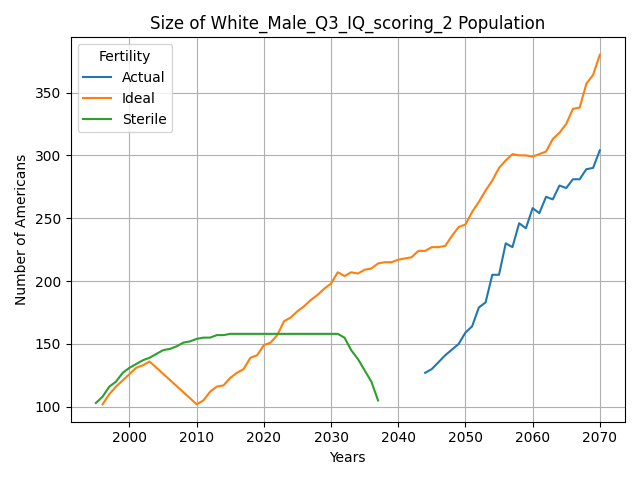 Size of White_Male_Q3_IQ_scoring_2 Population
Fertility
Actual
Ideal
Sterile
Number of Americans
350
300
250
200
150
100
2000 2010 2020 2030 2040 2050 2060 2070
Years